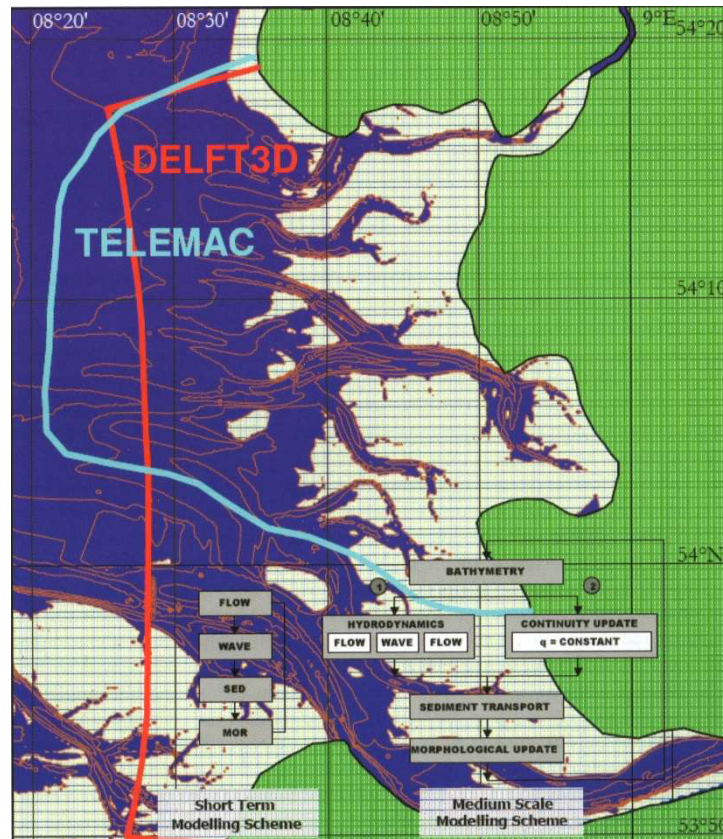 08°20' 08°30' 08°40' 08°50' 9°E
54°20
DELFT3D
TELEMAC
54°10
54°N
BATHYMETRY
1 2
FLOW
HYDRODYNAMICS
CONTINUITY UPDATE
FLOW WAVE FLOW
q = CONSTANT
WAVE
SED
SEDIMENT TRANSPORT
MOR
MORPHOLOGICAL UPDATE
Short Term
Modelling Scheme
Medium Scale
Modelling Scheme